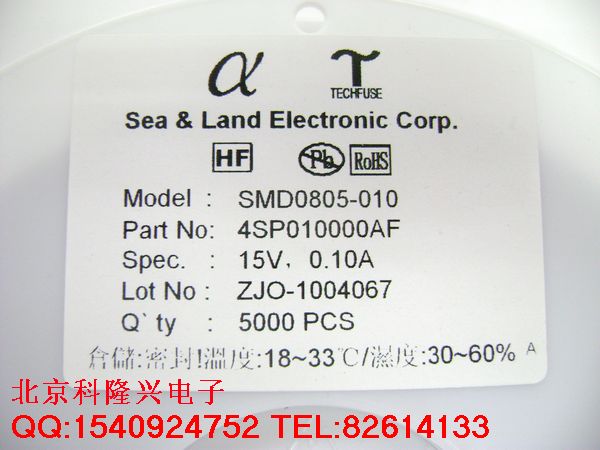 α
TECHFUSE
Sea & Land Electronic Corp.
HF Pb RoHS
Model : SMD0805-010
Part No: 4SP010000AF
Spec. : 15V, 0.10A
Lot No : ZJO-1004067
Q` ty : 5000 PCS
倉儲:密封!溫度:18~33℃/濕度:30~60% A
北京科隆兴电子
QQ:1540924752 TEL:82614133